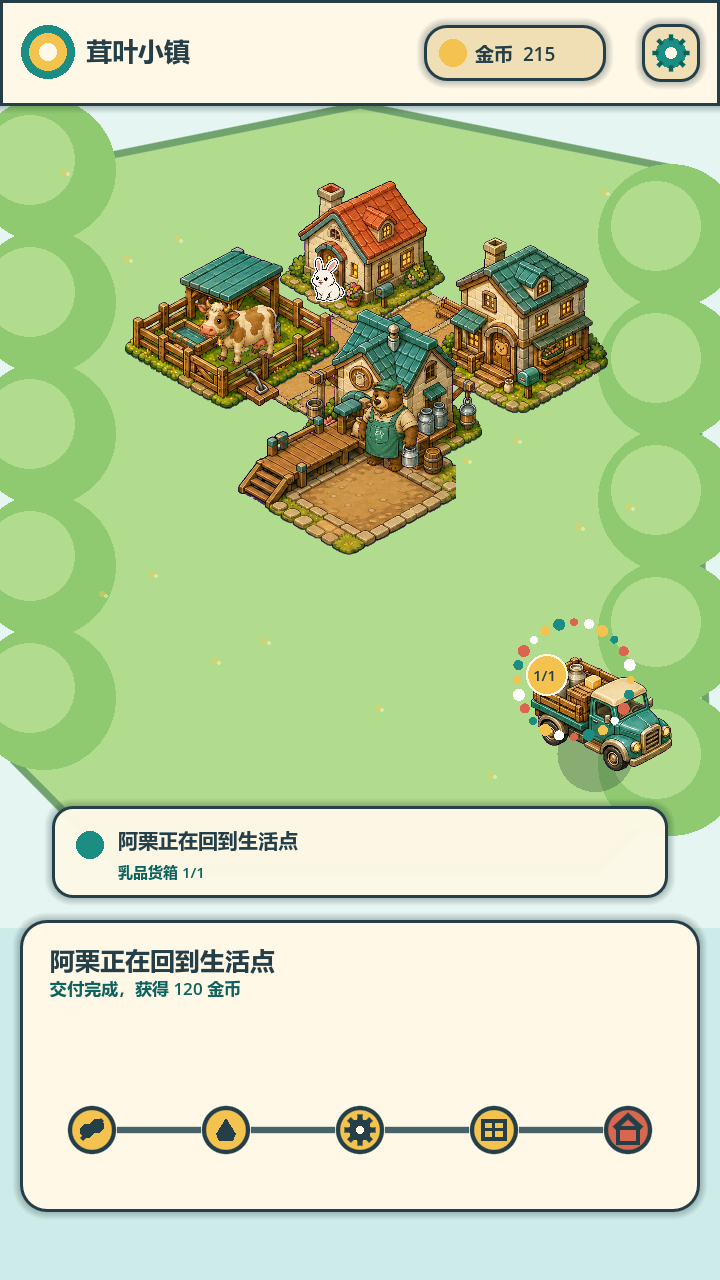 茸叶小镇
金币 215
1/1
阿栗正在回到生活点
乳品货箱 1/1
阿栗正在回到生活点
交付完成，获得 120 金币